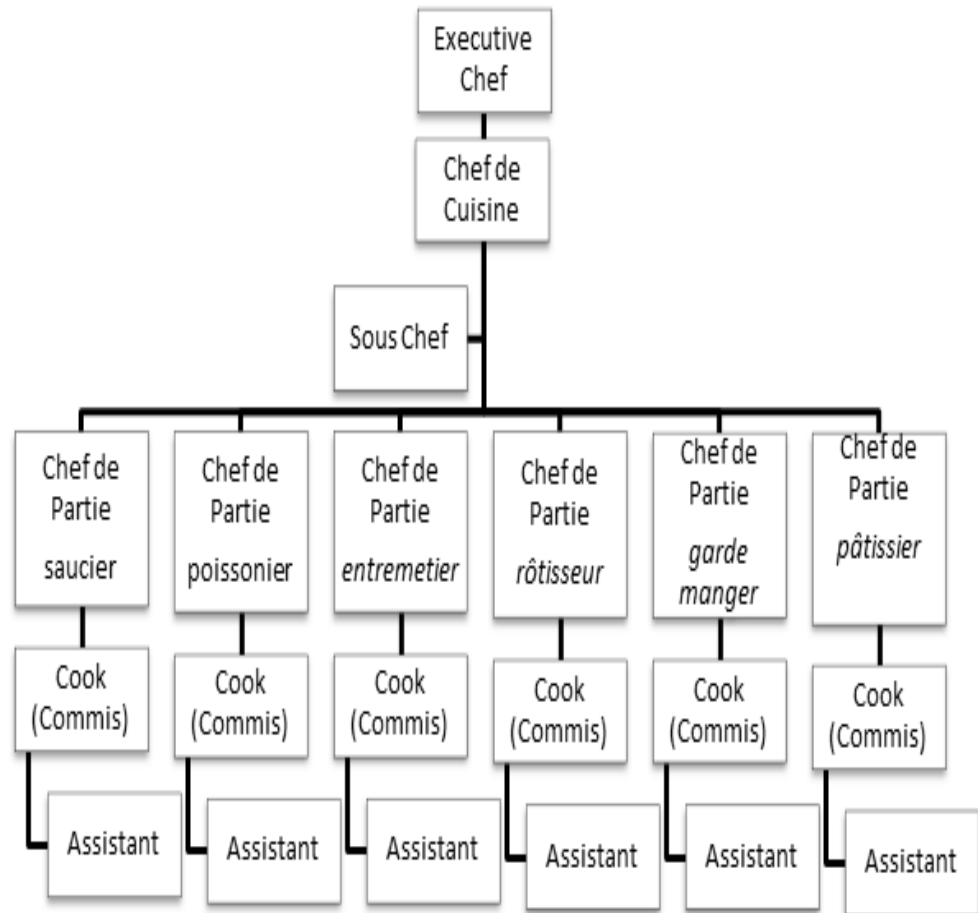 Executive
Chef
Chef de
Cuisine
Sous Chef
Chef de
Partie
saucier
Chef de
Partie
poissonier
Chef de
Partie
entremetier
Chef de
Partie
rôtisseur
Chef de
Partie
garde
manger
Chef de
Partie
pâtissier
Cook
(Commis)
Cook
(Commis)
Cook
(Commis)
Cook
(Commis)
Cook
(Commis)
Cook
(Commis)
Assistant
Assistant
Assistant
Assistant
Assistant
Assistant